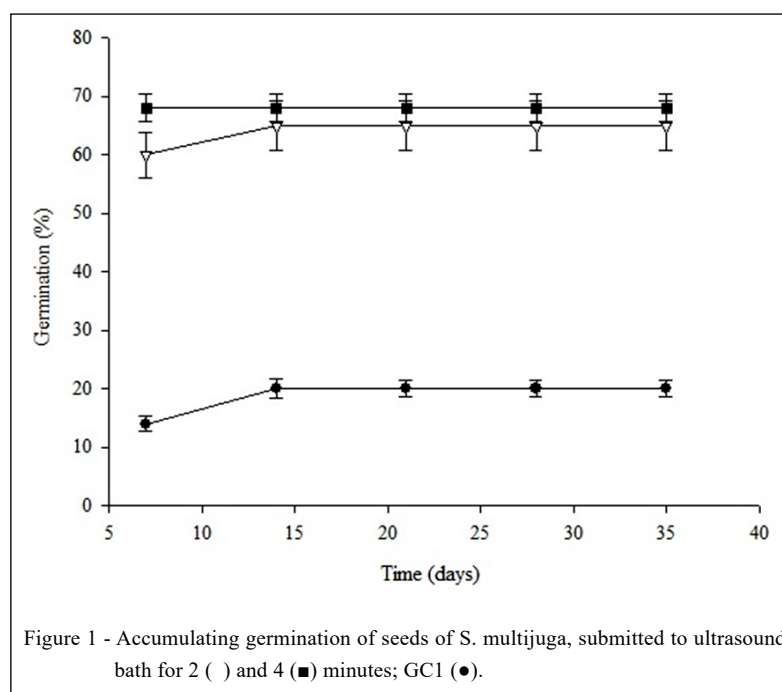 80
70
60
50
40
30
20
10
0
Germination (%)
5 10 15 20 25 30 35 40
Time (days)
Figure 1 - Accumulating germination of seeds of S. multijuga, submitted to ultrasound
bath for 2 ( ) and 4 (■) minutes; GC1 (●).